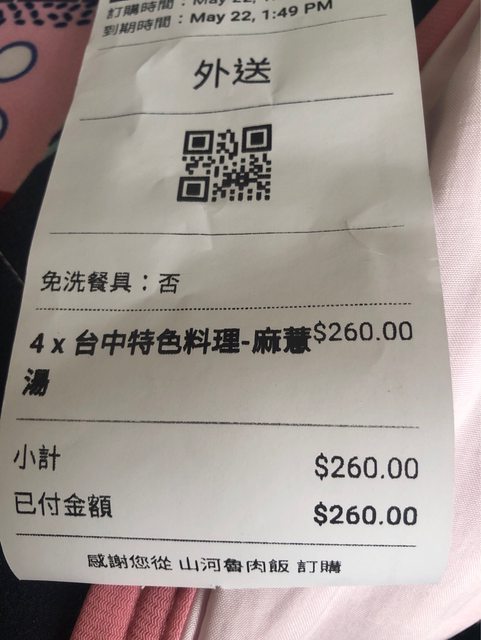 訂購時間：May 22,
到期時間：May 22, 1:49 PM
外送
免洗餐具：否
4 x 台中特色料理-麻薏 $260.00
湯
小計 $260.00
已付金額 $260.00
感謝您從 山河魯肉飯 訂購